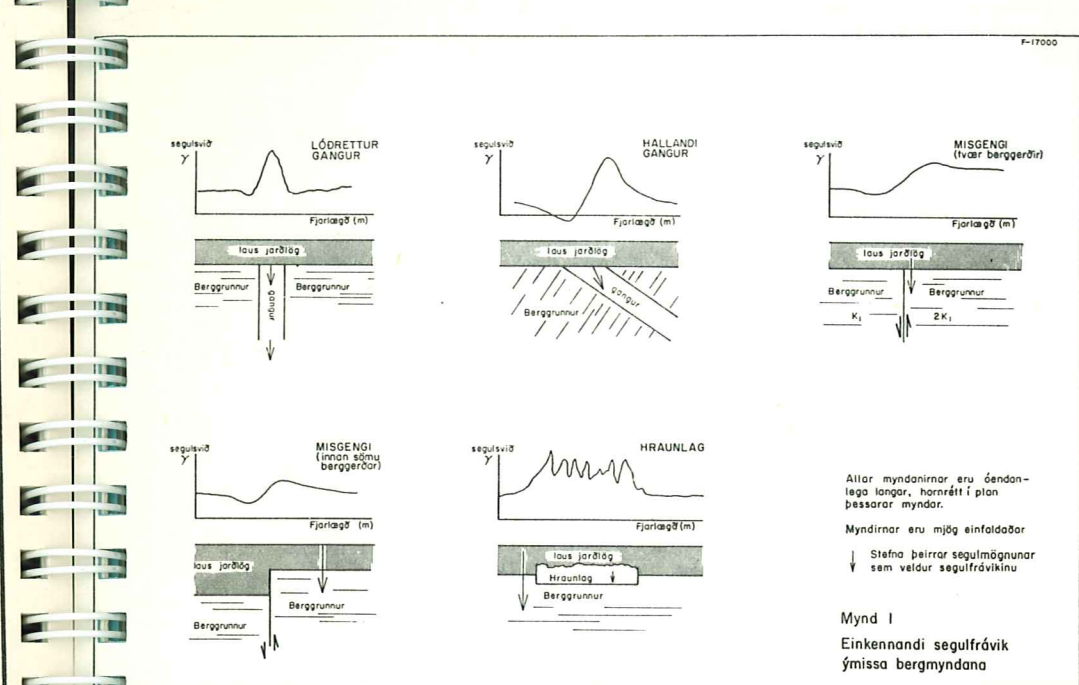 F-17000
segulsvið
γ
LÓÐRETTUR
GANGUR
Fjarlægð (m)
laus jarðlög
Berggrunnur
gangur
Berggrunnur
segulsvið
γ
HALLANDI
GANGUR
Fjarlægð (m)
laus jarðlög
gangur
Berggrunnur
segulsvið
γ
MISGENGI
(tvær berggerðir)
Fjarlægð (m)
laus jarðlög
Berggrunnur
Berggrunnur
K₁
2K₁
segulsvið
γ
MISGENGI
(innan sömu
berggerðar)
Fjarlægð (m)
laus jarðlög
Berggrunnur
Berggrunnur
segulsvið
γ
HRAUNLAG
Fjarlægð (m)
laus jarðlög
Hraunlag
Berggrunnur
Allar myndanirnar eru óendan-
lega langar, hornrétt í plan
þessarar myndar.
Myndirnar eru mjög einfaldaðar
Stefna þeirrar segulmögnunar
sem veldur segulfrávikinu
Mynd 1
Einkennandi segulfrávik
ýmissa bergmyndana